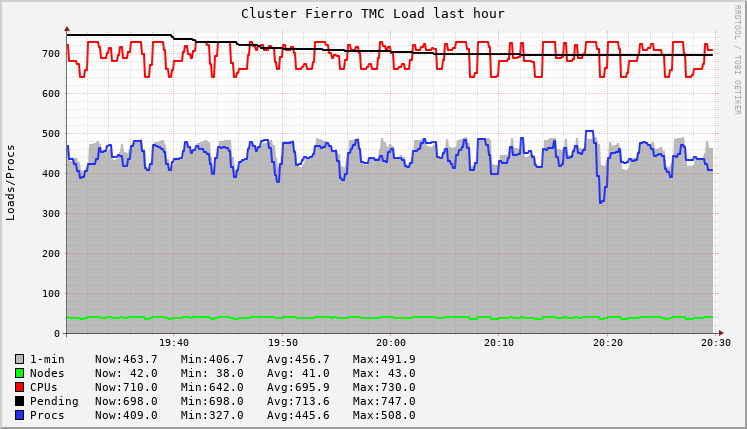 Cluster Fierro TMC Load last hour
RRDTOOL / TOBI OETIKER
Loads/Procs
700
600
500
400
300
200
100
0
19:40 19:50 20:00 20:10 20:20 20:30
1-min Now:463.7 Min:406.7 Avg:456.7 Max:491.9
Nodes Now: 42.0 Min: 38.0 Avg: 41.0 Max: 43.0
CPUs Now:710.0 Min:642.0 Avg:695.9 Max:730.0
Pending Now:698.0 Min:698.0 Avg:713.6 Max:747.0
Procs Now:409.0 Min:327.0 Avg:445.6 Max:508.0